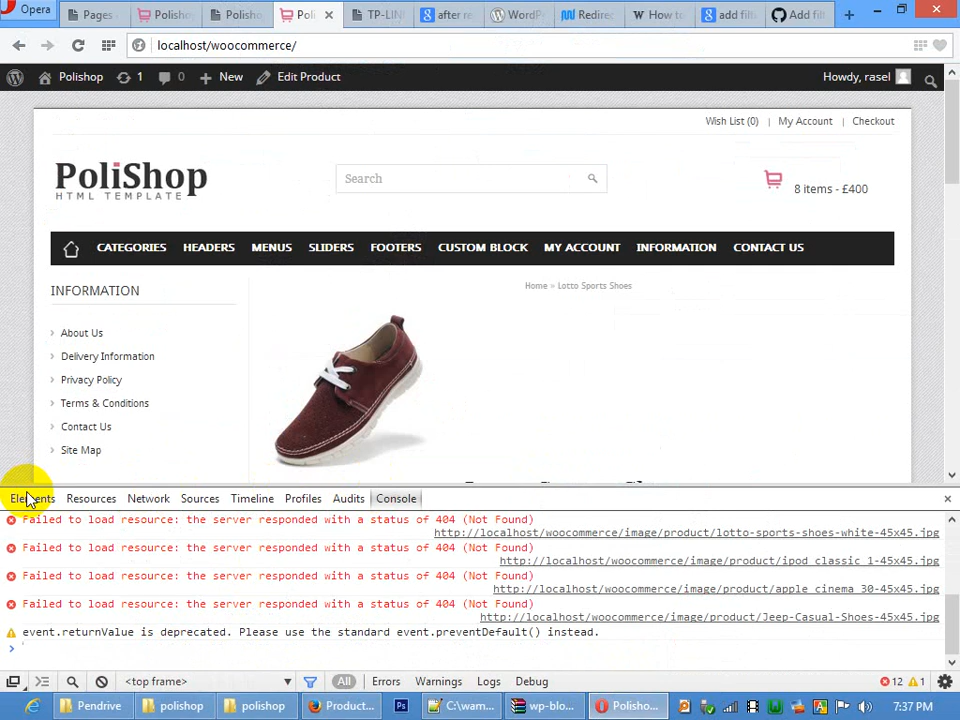 Opera
Pages
Polishop
Polishop
Poli
TP-LIN
after re
WordP
Redirec
How to
add filt
Add filt
localhost/woocommerce/
Polishop
1
0
New
Edit Product
Howdy, rasel
Wish List (0) | My Account | Checkout
PoliShop
HTML TEMPLATE
Search
8 items - £400
CATEGORIES HEADERS MENUS SLIDERS FOOTERS CUSTOM BLOCK MY ACCOUNT INFORMATION CONTACT US
INFORMATION
Home » Lotto Sports Shoes
About Us
Delivery Information
Privacy Policy
Terms & Conditions
Contact Us
Site Map
Elements Resources Network Sources Timeline Profiles Audits Console
Failed to load resource: the server responded with a status of 404 (Not Found)
http://localhost/woocommerce/image/product/lotto-sports-shoes-white-45x45.jpg
Failed to load resource: the server responded with a status of 404 (Not Found)
http://localhost/woocommerce/image/product/ipod_classic_1-45x45.jpg
Failed to load resource: the server responded with a status of 404 (Not Found)
http://localhost/woocommerce/image/product/apple_cinema_30-45x45.jpg
Failed to load resource: the server responded with a status of 404 (Not Found)
http://localhost/woocommerce/image/product/Jeep-Casual-Shoes-45x45.jpg
event.returnValue is deprecated. Please use the standard event.preventDefault() instead.
<top frame> All Errors Warnings Logs Debug 12 1
Pendrive
polishop
polishop
Product...
Ps
C:\wam...
wp-blo...
Polisho...
7:37 PM